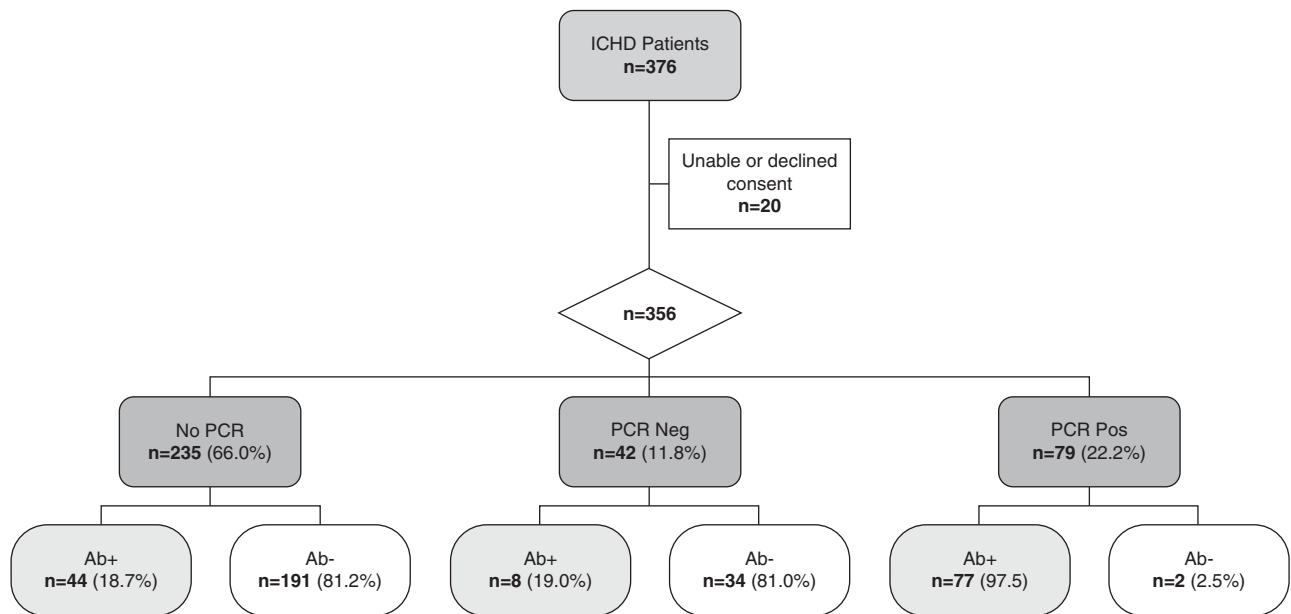 ICHD Patients
n=376
Unable or declined
consent
n=20
n=356
No PCR
n=235 (66.0%)
PCR Neg
n=42 (11.8%)
PCR Pos
n=79 (22.2%)
Ab+
n=44 (18.7%)
Ab-
n=191 (81.2%)
Ab+
n=8 (19.0%)
Ab-
n=34 (81.0%)
Ab+
n=77 (97.5)
Ab-
n=2 (2.5%)